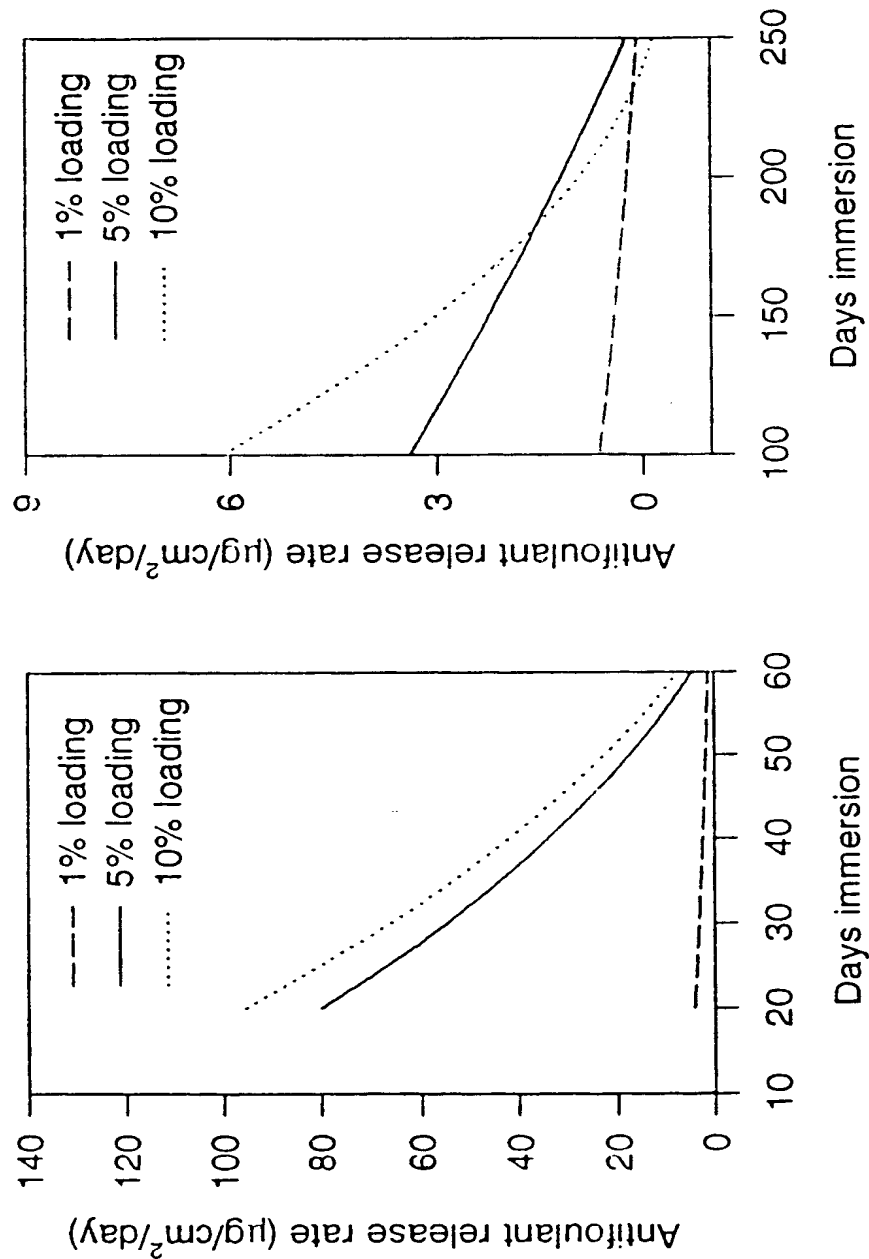 Antifoulant release rate (µg/cm²/day)
140
120
100
80
60
40
20
0
1% loading
5% loading
10% loading
10
20
30
40
50
60
Days immersion
Antifoulant release rate (µg/cm²/day)
9
6
3
0
1% loading
5% loading
10% loading
100
150
200
250
Days immersion